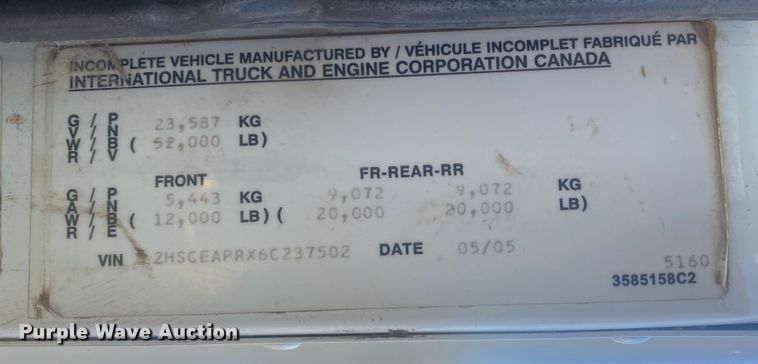 INCOMPLETE VEHICLE MANUFACTURED BY / VÉHICULE INCOMPLET FABRIQUÉ PAR
INTERNATIONAL TRUCK AND ENGINE CORPORATION CANADA
G / P
V / N 23,587 KG
W / B ( 52,000 LB)
R / V
FRONT FR-REAR-RR
G / P
A / N 5,443 KG 9,072 9,072 KG
W / B ( 12,000 LB) ( 20,000 20,000 LB)
R / E
VIN 2HSCEAPRX6C237502 DATE 05/05
5160
3585158C2
Purple Wave Auction